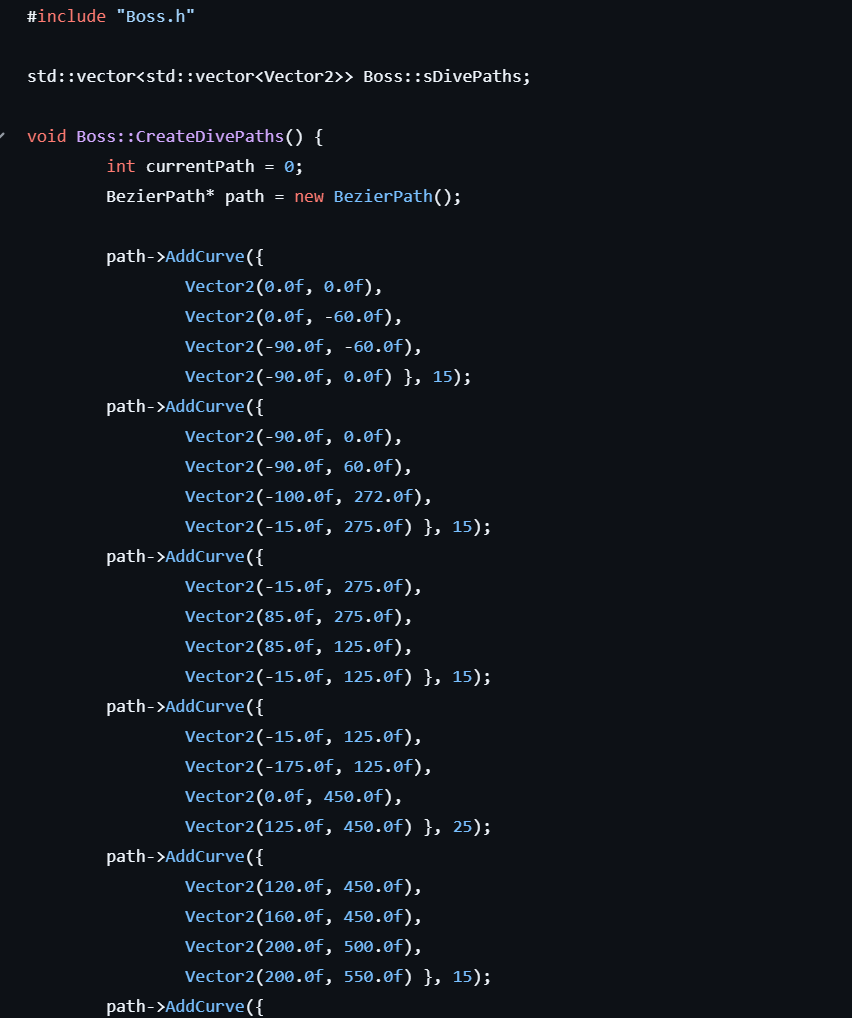 #include "Boss.h"
std::vector<std::vector<Vector2>> Boss::sDivePaths;
void Boss::CreateDivePaths() {
int currentPath = 0;
BezierPath* path = new BezierPath();
path->AddCurve({
Vector2(0.0f, 0.0f),
Vector2(0.0f, -60.0f),
Vector2(-90.0f, -60.0f),
Vector2(-90.0f, 0.0f) }, 15);
path->AddCurve({
Vector2(-90.0f, 0.0f),
Vector2(-90.0f, 60.0f),
Vector2(-100.0f, 272.0f),
Vector2(-15.0f, 275.0f) }, 15);
path->AddCurve({
Vector2(-15.0f, 275.0f),
Vector2(85.0f, 275.0f),
Vector2(85.0f, 125.0f),
Vector2(-15.0f, 125.0f) }, 15);
path->AddCurve({
Vector2(-15.0f, 125.0f),
Vector2(-175.0f, 125.0f),
Vector2(0.0f, 450.0f),
Vector2(125.0f, 450.0f) }, 25);
path->AddCurve({
Vector2(120.0f, 450.0f),
Vector2(160.0f, 450.0f),
Vector2(200.0f, 500.0f),
Vector2(200.0f, 550.0f) }, 15);
path->AddCurve({